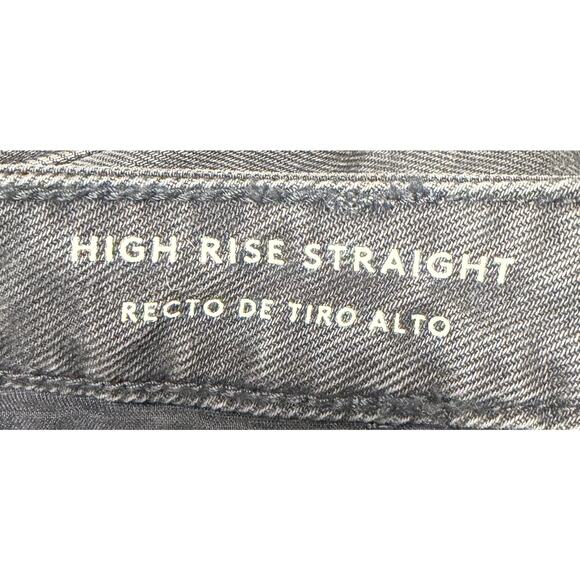 HIGH RISE STRAIGHT
RECTO DE TIRO ALTO